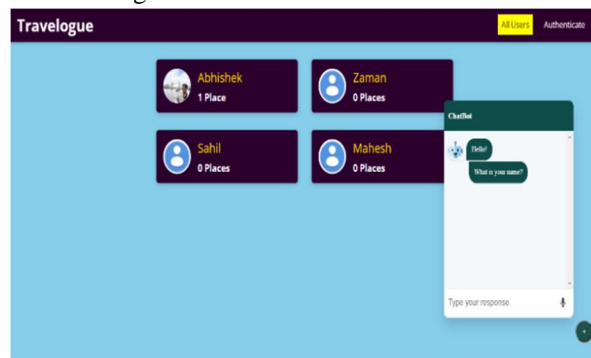 Travelogue
All Users
Authenticate
Abhishek
1 Place
Zaman
0 Places
Sahil
0 Places
Mahesh
0 Places
ChatBot
Hello!
What is your name?
Type your response.